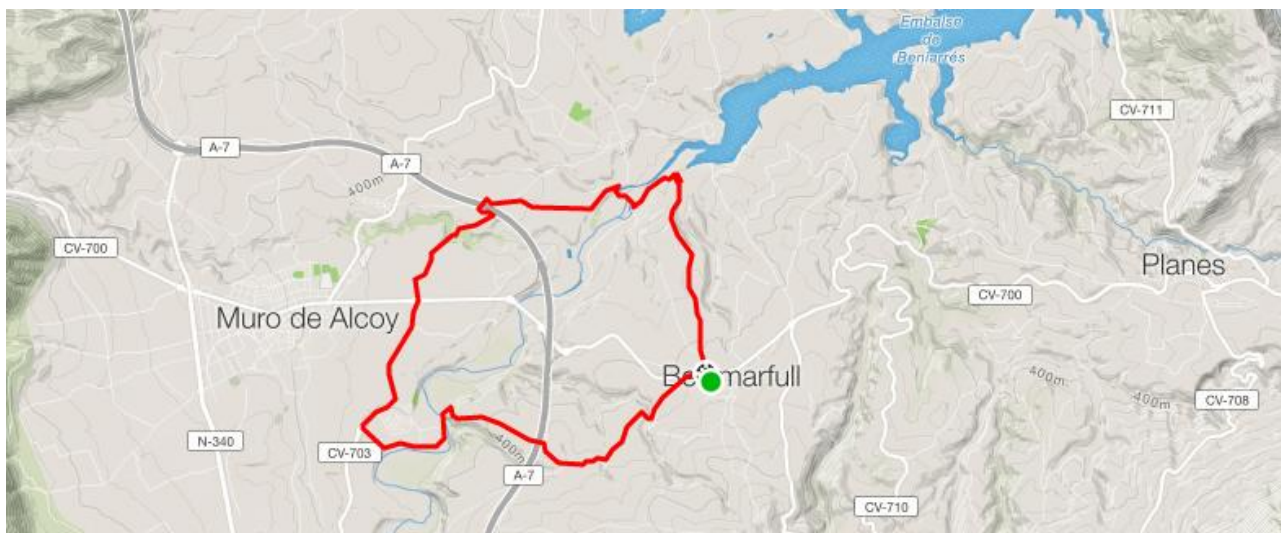 Embalse
de
Beniarrés
CV-711
A-7
A-7
400m
CV-700
Planes
CV-700
Muro de Alcoy
400m
400m
CV-708
N-340
400m
CV-703
A-7
CV-710